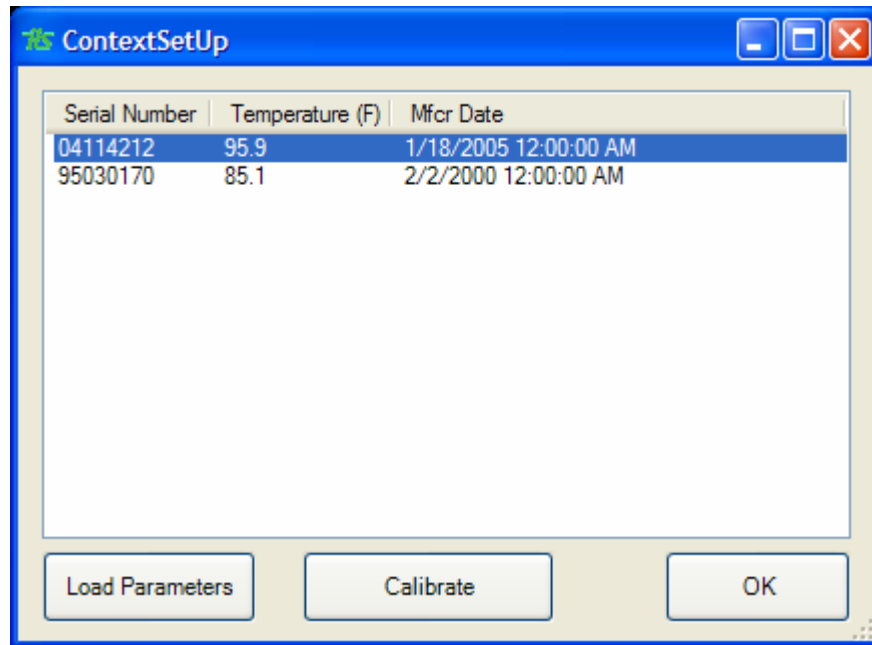 ContextSetUp
Serial Number Temperature (F) Mfcr Date
04114212 95.9 1/18/2005 12:00:00 AM
95030170 85.1 2/2/2000 12:00:00 AM
Load Parameters Calibrate OK